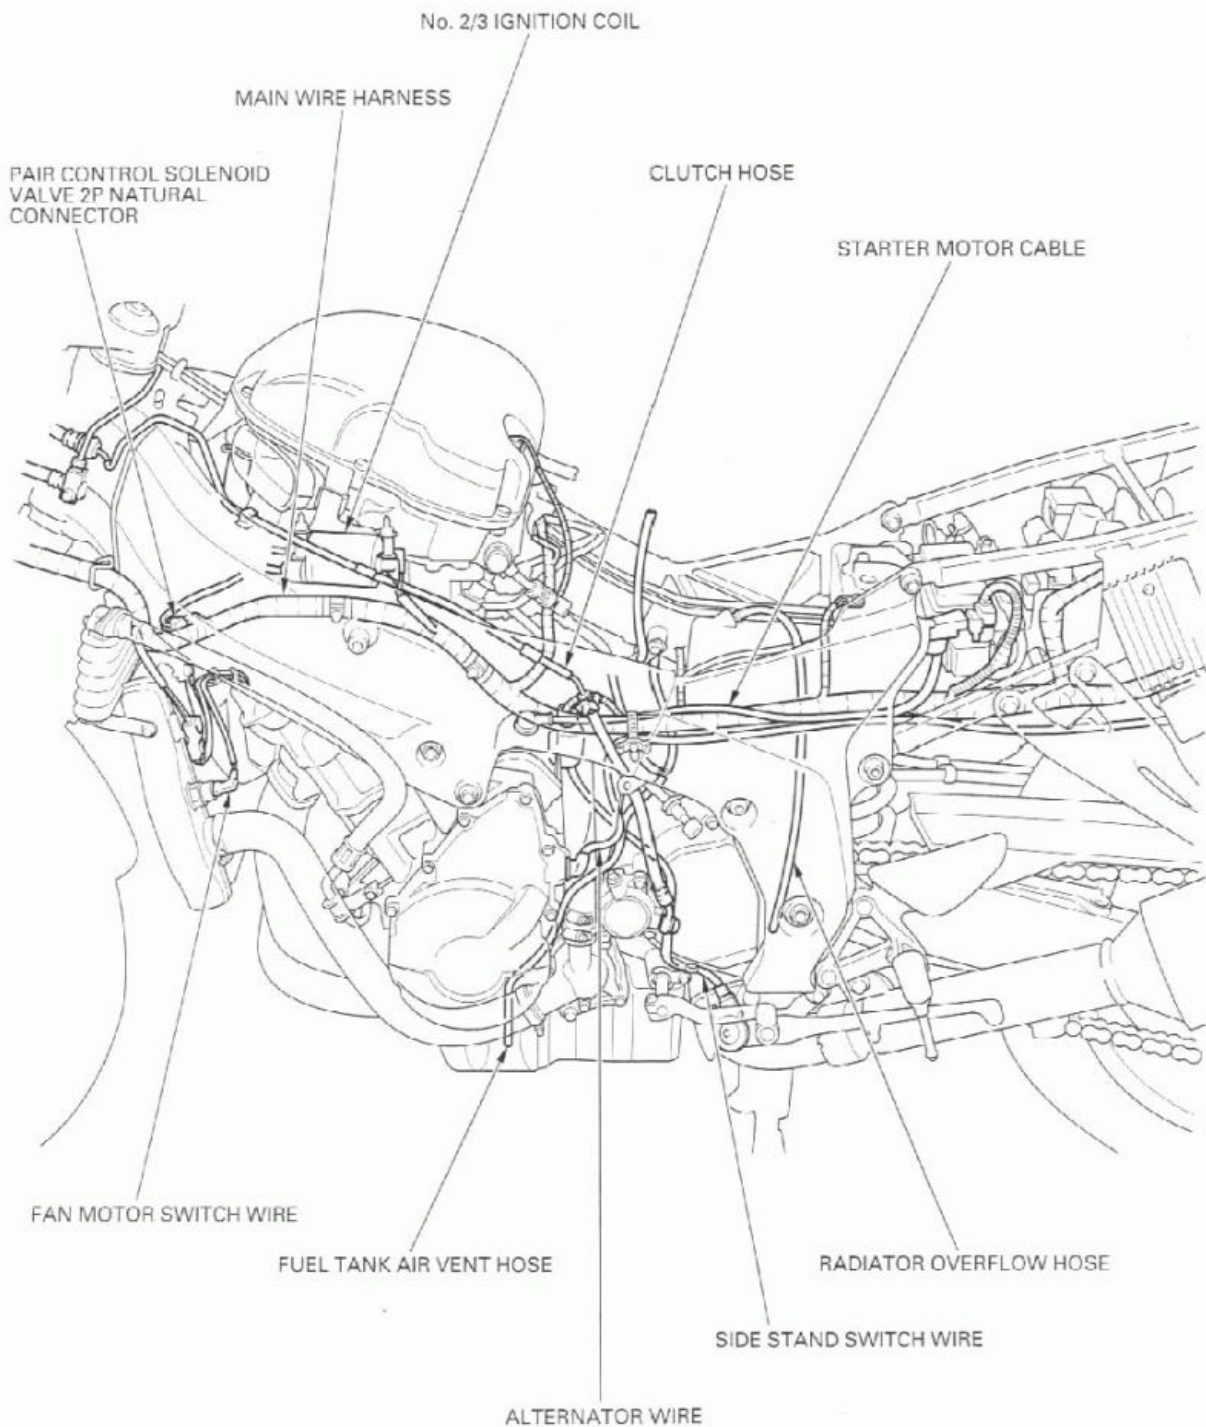 No. 2/3 IGNITION COIL
MAIN WIRE HARNESS
PAIR CONTROL SOLENOID
VALVE 2P NATURAL
CONNECTOR
CLUTCH HOSE
STARTER MOTOR CABLE
FAN MOTOR SWITCH WIRE
FUEL TANK AIR VENT HOSE
RADIATOR OVERFLOW HOSE
SIDE STAND SWITCH WIRE
ALTERNATOR WIRE